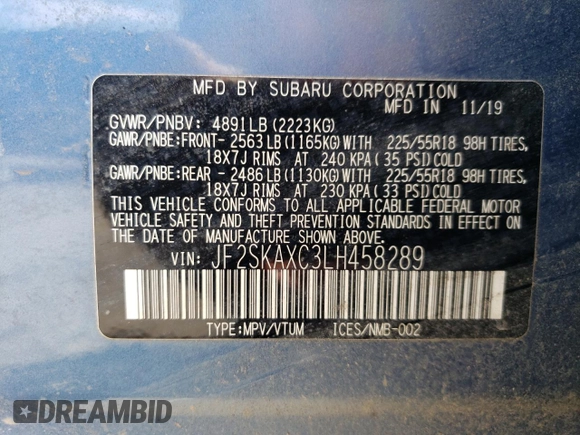 MFD BY SUBARU CORPORATION
MFD. IN 11/19
GVWR/PNBV: 4891LB (2223KG)
GAWR/PNBE:FRONT- 2563LB (1165KG) WITH 225/55R18 98H TIRES,
18X7J RIMS AT 240 KPA (35 PSI) COLD
GAWR/PNBE:REAR - 2486LB (1130KG) WITH 225/55R18 98H TIRES,
18X7J RIMS AT 230 KPA (33 PSI) COLD
THIS VEHICLE CONFORMS TO ALL APPLICABLE FEDERAL MOTOR
VEHICLE SAFETY AND THEFT PREVENTION STANDARDS IN EFFECT ON
THE DATE OF MANUFACTURE SHOWN ABOVE.
VIN: JF2SKAXC3LH458289
TYPE:MPV/VTUM ICES/NMB-002
DREAMBID